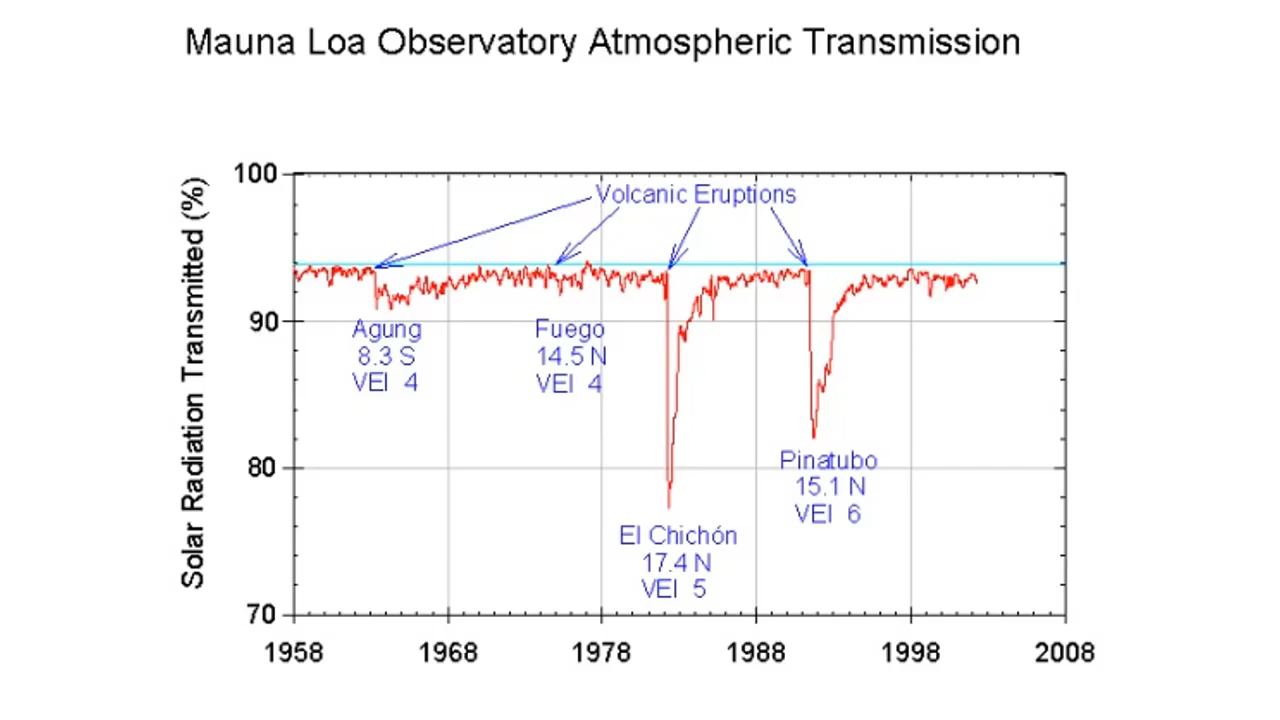 Mauna Loa Observatory Atmospheric Transmission
Solar Radiation Transmitted (%)
100
90
80
70
Volcanic Eruptions
Agung
8.3 S
VEI 4
Fuego
14.5 N
VEI 4
El Chichón
17.4 N
VEI 5
Pinatubo
15.1 N
VEI 6
1958 1968 1978 1988 1998 2008